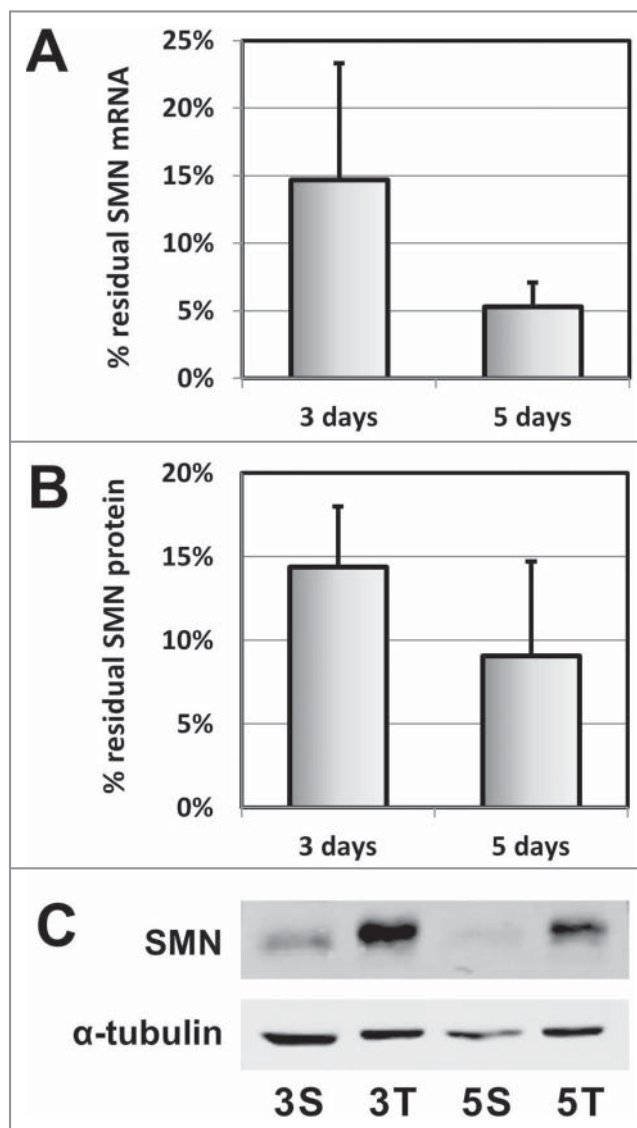 A
% residual SMN mRNA
25%
20%
15%
10%
5%
0%
3 days 5 days
B
% residual SMN protein
20%
15%
10%
5%
0%
3 days 5 days
C
SMN
α-tubulin
3S 3T 5S 5T